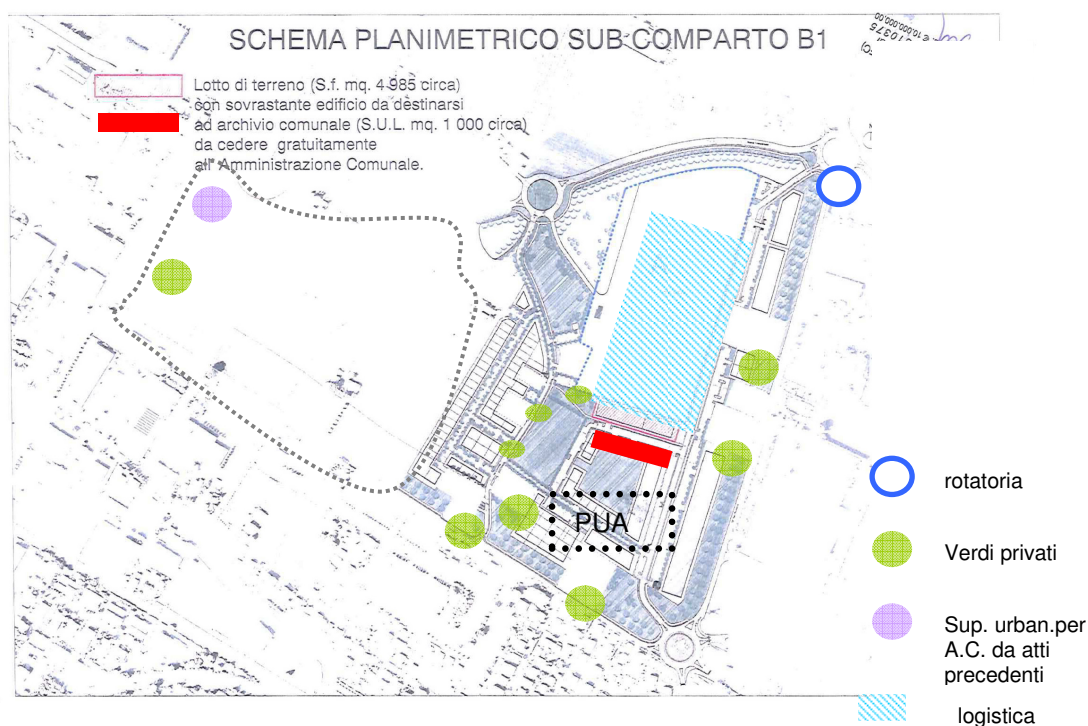 SCHEMA PLANIMETRICO SUB COMPARTO B1
Lotto di terreno (S.f. mq. 4.985 circa)
con sovrastante edificio da destinarsi
ad archivio comunale (S.U.L. mq. 1 000 circa)
da cedere gratuitamente
all' Amministrazione Comunale.
PUA
rotatoria
Verdi privati
Sup. urban.per
A.C. da atti
precedenti
logistica